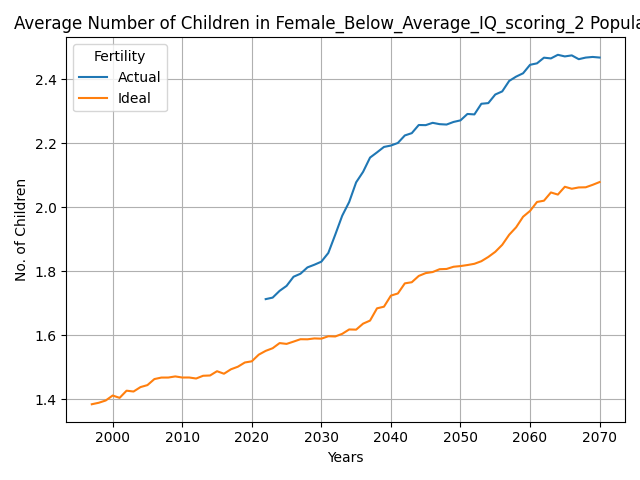 Average Number of Children in Female_Below_Average_IQ_scoring_2 Popula
Fertility
Actual
Ideal
No. of Children
2.4
2.2
2.0
1.8
1.6
1.4
2000 2010 2020 2030 2040 2050 2060 2070
Years